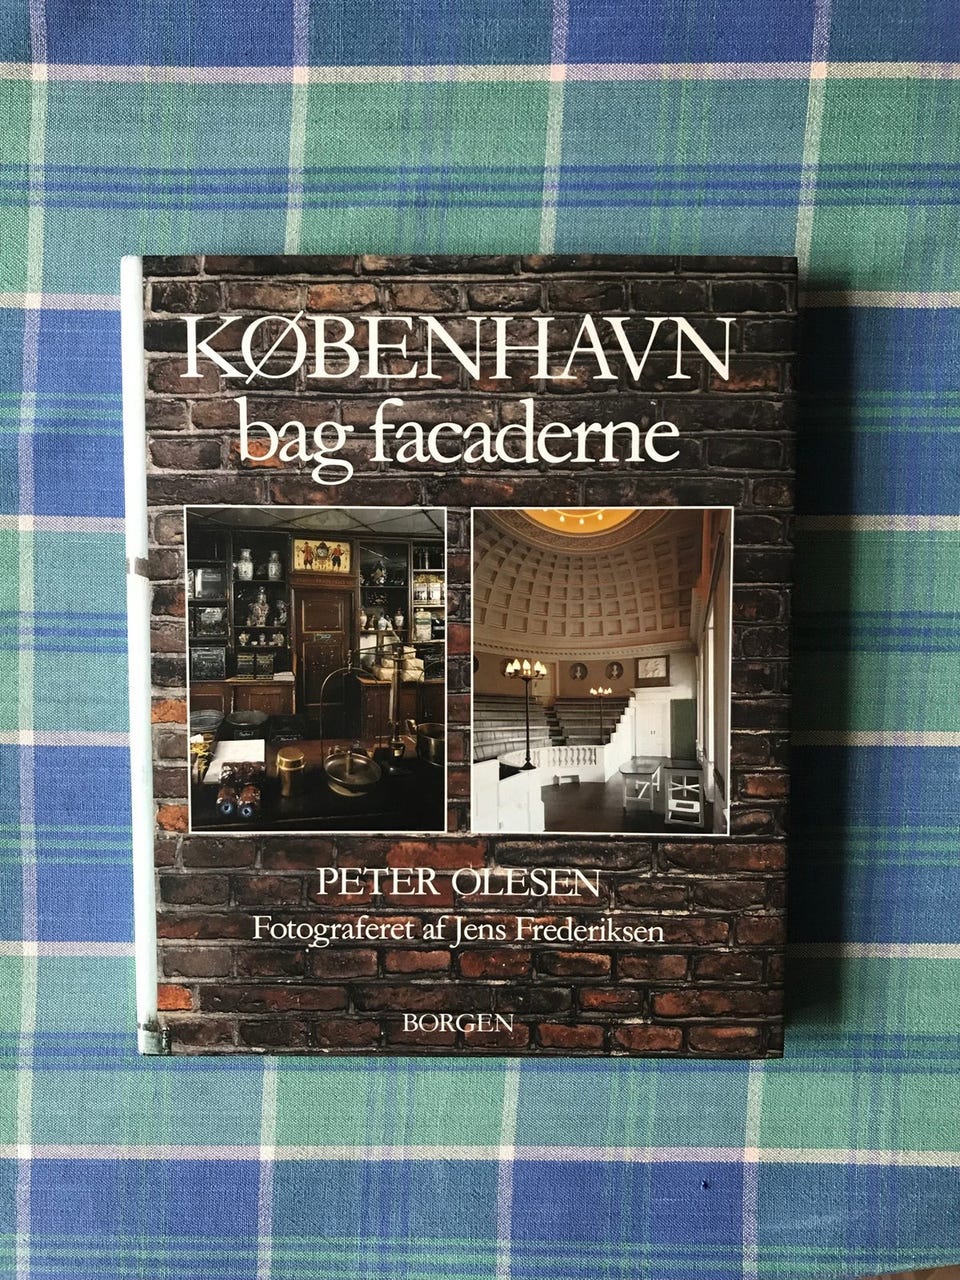 KØBENHAVN
bag facaderne
PETER OLESEN
Fotograferet af Jens Frederiksen
BORGEN